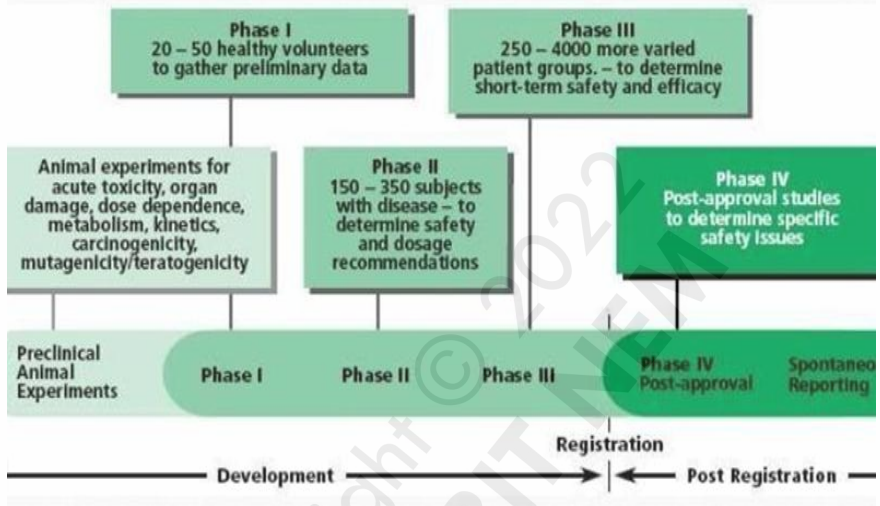 Phase I
20 – 50 healthy volunteers
to gather preliminary data
Phase III
250 – 4000 more varied
patient groups. – to determine
short-term safety and efficacy
Animal experiments for
acute toxicity, organ
damage, dose dependence,
metabolism, kinetics,
carcinogenicity,
mutagenicity/teratogenicity
Phase II
150 – 350 subjects
with disease – to
determine safety
and dosage
recommendations
Phase IV
Post-approval studies
to determine specific
safety issues
Preclinical
Animal
Experiments
Phase I
Phase II
Phase III
Phase IV
Post-approval
Spontaneo
Reporting
Registration
Development
Post Registration
ght © 2022
RIT NEM